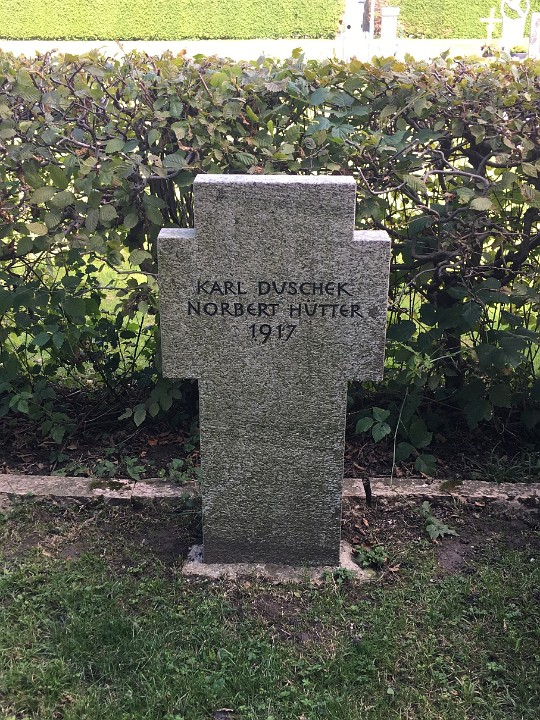 KARL DUSCHEK
NORBERT HÜTTER
1917